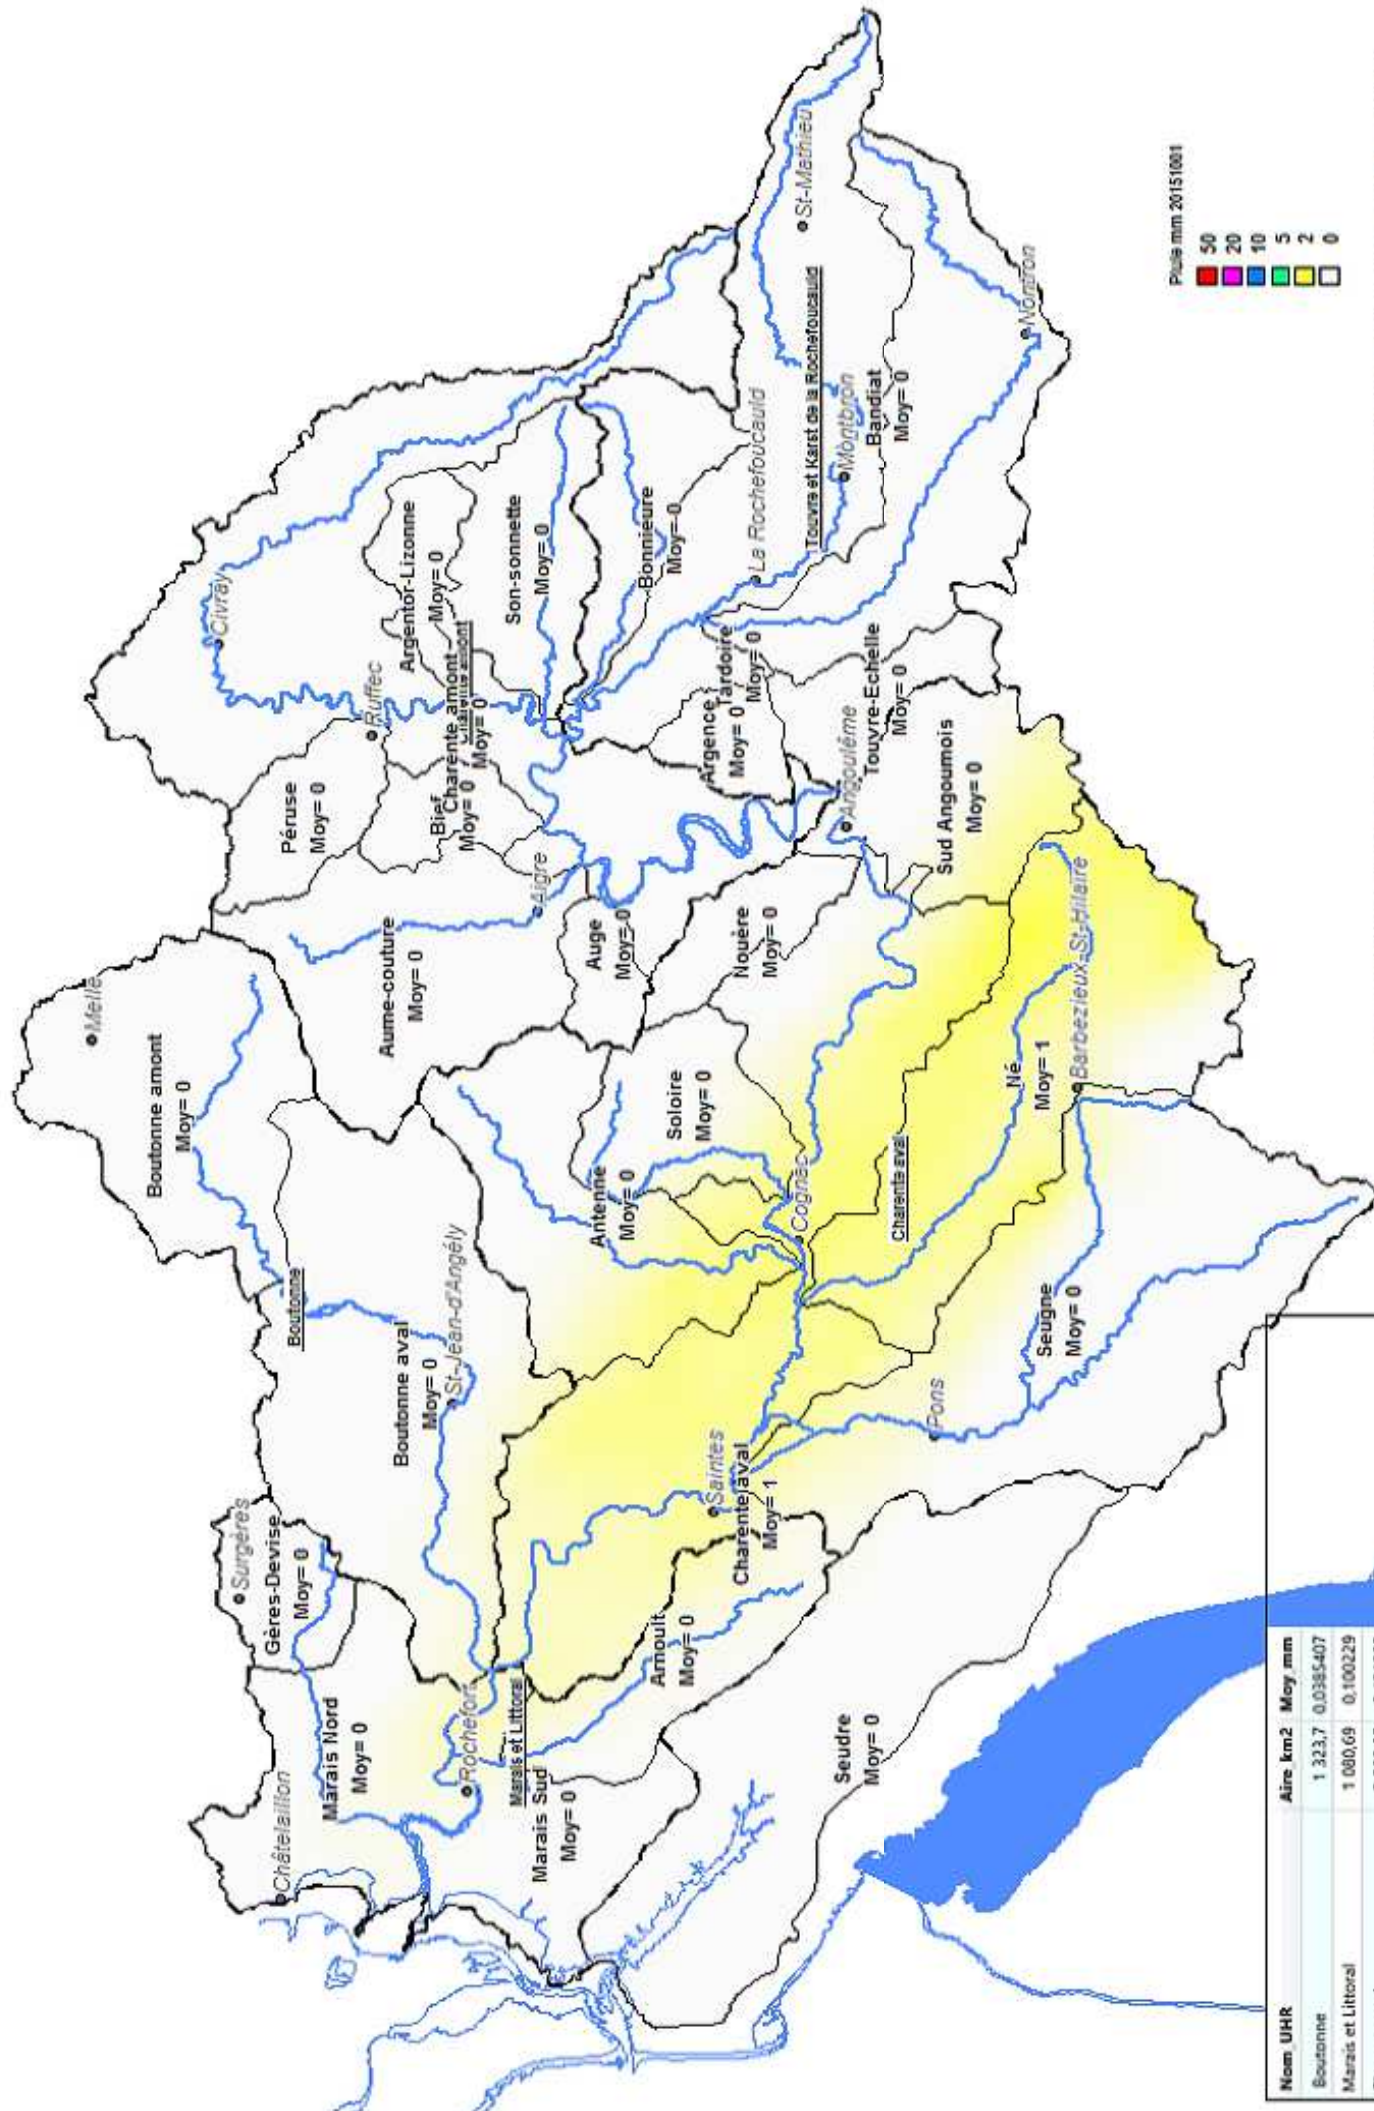 Melle
Boutonne amont
Moy= 0
Civray
Péruse
Moy= 0
Ruffec
Argentor-Lizonne
Moy= 0
Charente amont
Moy= 0
Bief
Moy= 0
Son-sonnette
Moy= 0
Bonnieure
Moy= 0
Aume-couture
Moy= 0
Aigre
Auge
Moy= 0
Surgères
Gères-Devise
Moy= 0
Boutonne
Boutonne aval
Moy= 0
St-Jean-d'Angély
Châtelaillon
Marais Nord
Moy= 0
Rochefort
Marais et Littoral
Marais Sud
Moy= 0
Arnoult
Moy= 0
Saintes
Charente aval
Moy= 1
Antenne
Moy= 0
Soloire
Moy= 0
Nouère
Moy= 0
Cognac
Charente aval
Argence
Moy= 0
Tardoire
Moy= 0
La Rochefoucauld
Touvre et Karst de la Rochefoucauld
Montbron
Bandiat
Moy= 0
St-Mathieu
Nontron
Angoulême
Touvre-Echelle
Moy= 0
Sud Angoumois
Moy= 0
Né
Moy= 1
Barbezieux-St-Hilaire
Seugne
Moy= 0
Pons
Seudre
Moy= 0
Pluie mm 20151001
50
20
10
5
2
0
Nom_UHR Aire_km2 Moy_mm
Boutonne 1 323,7 0,0385407
Marais et Littoral 1 080,69 0,100229